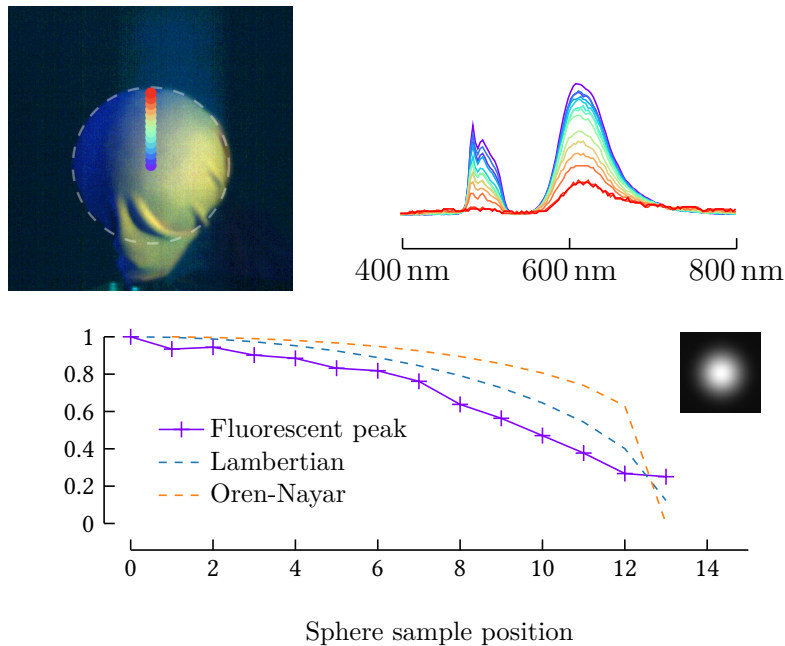 400 nm 600 nm 800 nm
1
0.8
0.6
0.4
0.2
0
Fluorescent peak
Lambertian
Oren-Nayar
0 2 4 6 8 10 12 14
Sphere sample position